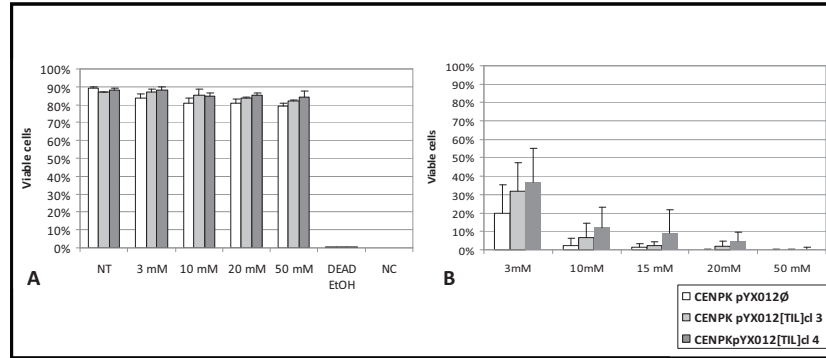 100%
90%
80%
70%
60%
50%
40%
30%
20%
10%
0%
Viable cells
NT 3 mM 10 mM 20 mM 50 mM DEAD EtOH NC
A
100%
90%
80%
70%
60%
50%
40%
30%
20%
10%
0%
Viable cells
3mM 10mM 15 mM 20mM 50 mM
B
CENPK pYX012Ø
CENPK pYX012[TIL]cl 3
CENPKpYX012[TIL]cl 4